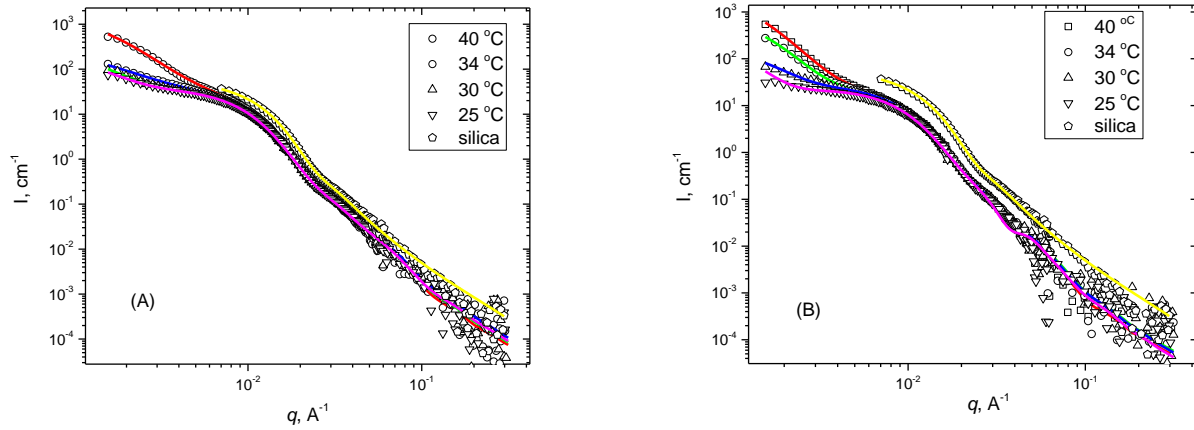 10³
10²
10¹
10⁰
10⁻¹
10⁻²
10⁻³
10⁻⁴
I, cm⁻¹
40 °C
34 °C
30 °C
25 °C
silica
(A)
10⁻²
10⁻¹
q, A⁻¹
10³
10²
10¹
10⁰
10⁻¹
10⁻²
10⁻³
10⁻⁴
I, cm⁻¹
40 °C
34 °C
30 °C
25 °C
silica
(B)
10⁻²
10⁻¹
q, A⁻¹